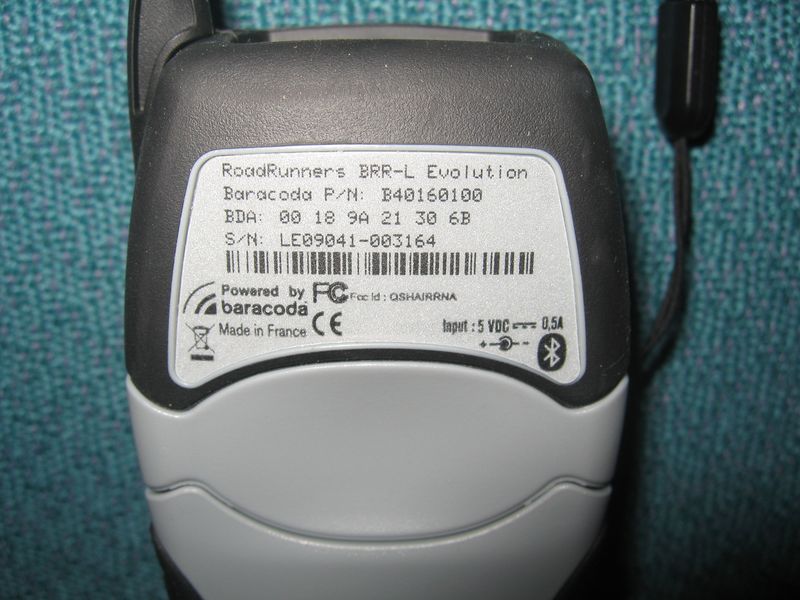 RoadRunners BRR-L Evolution
Baracoda P/N: B40160100
BDA: 00 18 9A 21 30 6B
S/N: LE09041-003164
Powered by
baracoda
FC Fcc Id : QSHAIRRNA
Made in France CE
Input : 5 VDC ⎓ 0,5A